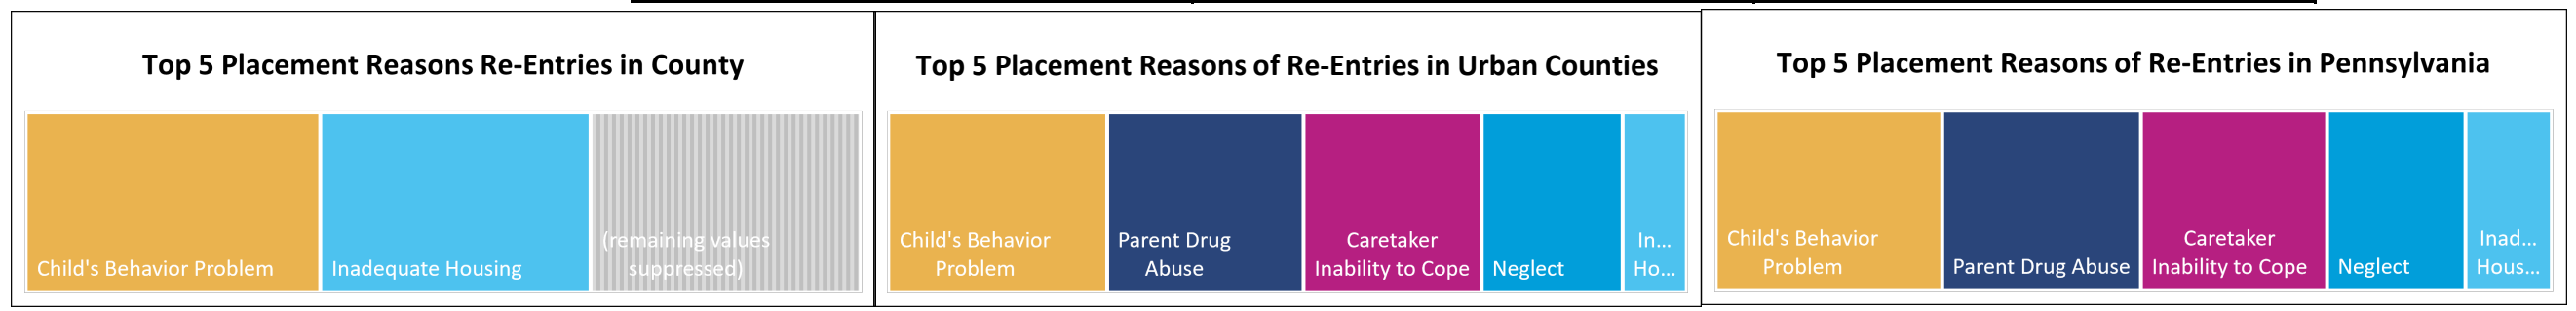 Top 5 Placement Reasons Re-Entries in County
Child's Behavior Problem
Inadequate Housing
(remaining values
suppressed)
Top 5 Placement Reasons of Re-Entries in Urban Counties
Child's Behavior
Problem
Parent Drug
Abuse
Caretaker
Inability to Cope
Neglect
In...
Ho...
Top 5 Placement Reasons of Re-Entries in Pennsylvania
Child's Behavior
Problem
Parent Drug Abuse
Caretaker
Inability to Cope
Neglect
Inad...
Hous...